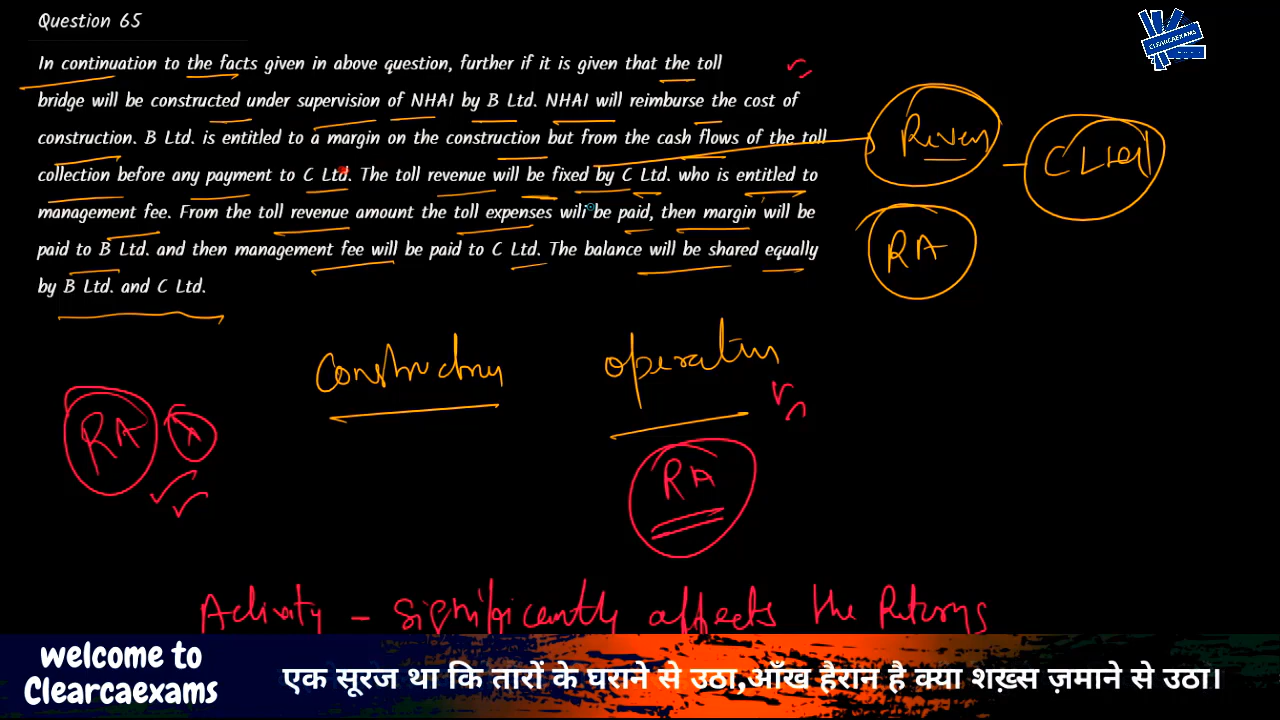 Question 65
CLEARCAEXAMS
In continuation to the facts given in above question, further if it is given that the toll
bridge will be constructed under supervision of NHAI by B Ltd. NHAI will reimburse the cost of
construction. B Ltd. is entitled to a margin on the construction but from the cash flows of the toll
collection before any payment to C Ltd. The toll revenue will be fixed by C Ltd. who is entitled to
management fee. From the toll revenue amount the toll expenses will be paid, then margin will be
paid to B Ltd. and then management fee will be paid to C Ltd. The balance will be shared equally
by B Ltd. and C Ltd.
C Ltd
RA
Construction operation
RA
RA
Activity - significantly affects the Returns
welcome to
Clearcaexams
एक सूरज था कि तारों के घराने से उठा,आँख हैरान है क्या शख़्स ज़माने से उठा।